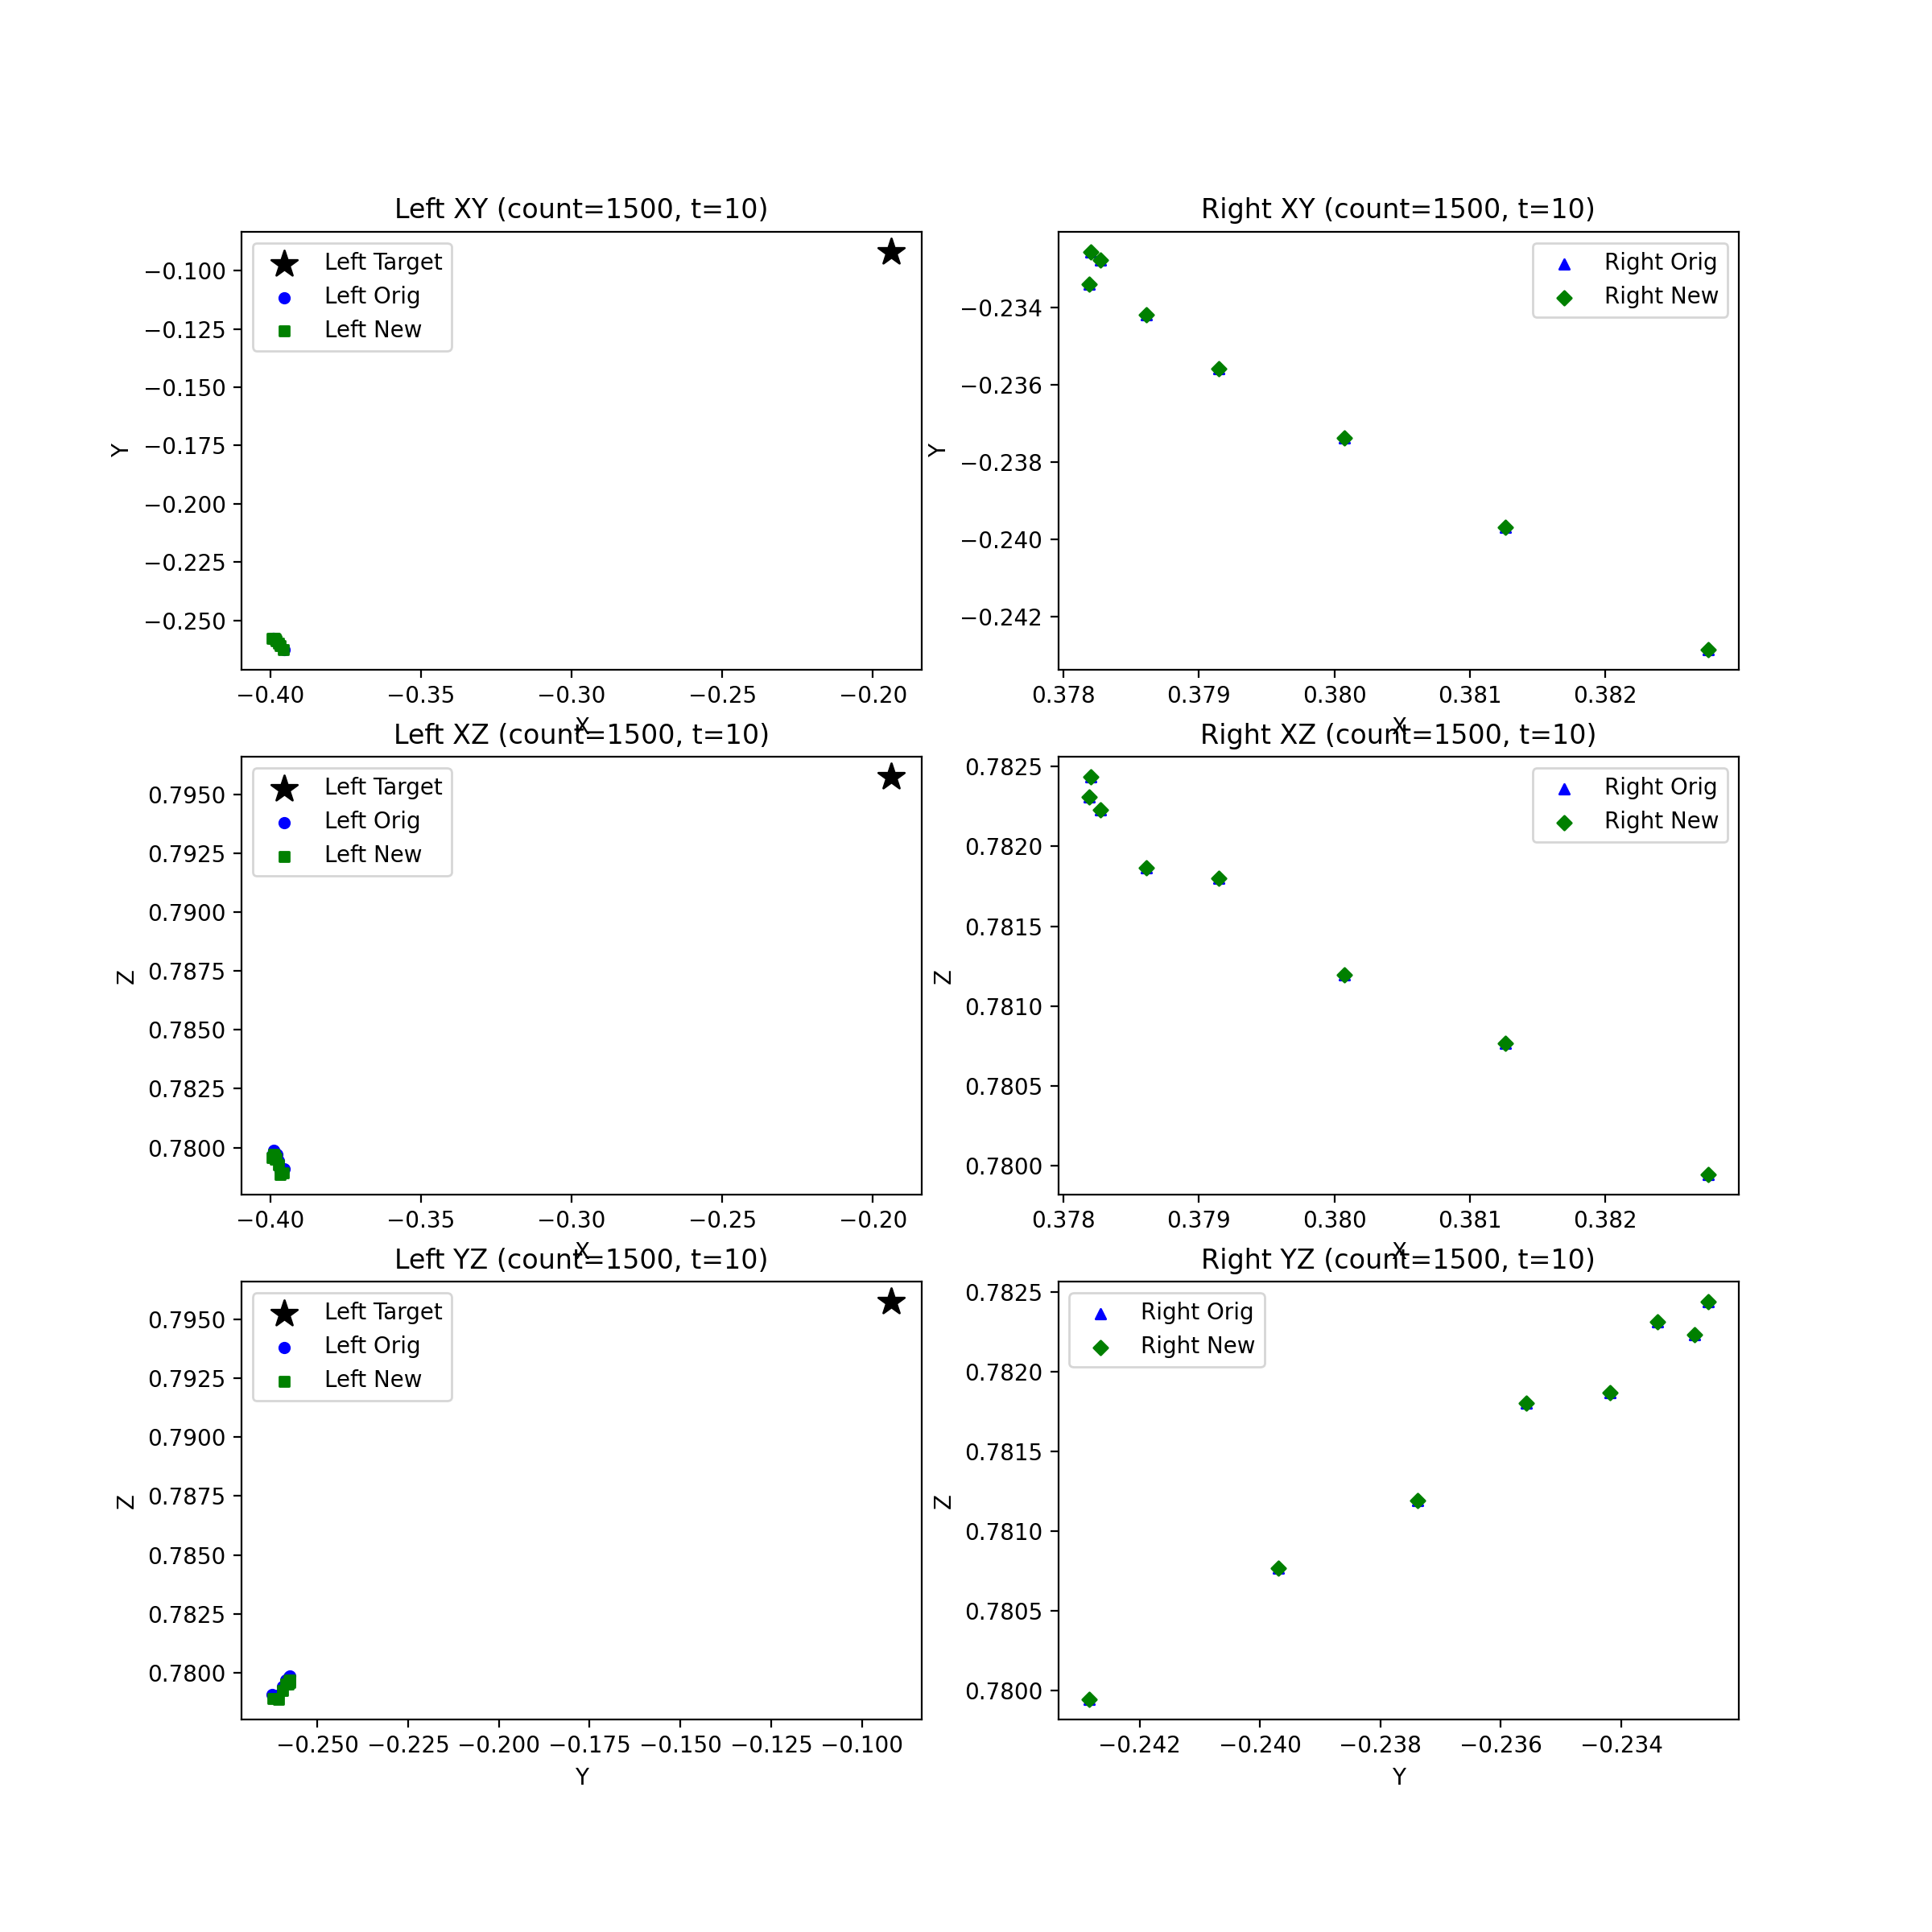 Left XY (count=1500, t=10)
Left Target
Left Orig
Left New
−0.100
−0.125
−0.150
−0.175
−0.200
−0.225
−0.250
Y
−0.40
−0.35
−0.30
−0.25
−0.20
X
Right XY (count=1500, t=10)
Right Orig
Right New
−0.234
−0.236
−0.238
−0.240
−0.242
Y
0.378
0.379
0.380
0.381
0.382
X
Left XZ (count=1500, t=10)
Left Target
Left Orig
Left New
0.7950
0.7925
0.7900
0.7875
0.7850
0.7825
0.7800
Z
−0.40
−0.35
−0.30
−0.25
−0.20
X
Right XZ (count=1500, t=10)
Right Orig
Right New
0.7825
0.7820
0.7815
0.7810
0.7805
0.7800
Z
0.378
0.379
0.380
0.381
0.382
X
Left YZ (count=1500, t=10)
Left Target
Left Orig
Left New
0.7950
0.7925
0.7900
0.7875
0.7850
0.7825
0.7800
Z
−0.250
−0.225
−0.200
−0.175
−0.150
−0.125
−0.100
Y
Right YZ (count=1500, t=10)
Right Orig
Right New
0.7825
0.7820
0.7815
0.7810
0.7805
0.7800
Z
−0.242
−0.240
−0.238
−0.236
−0.234
Y